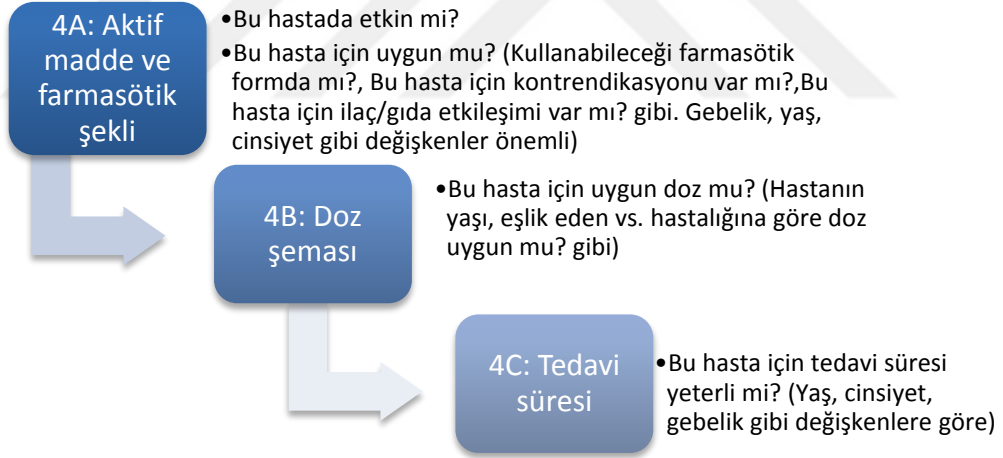 4A: Aktif
madde ve
farmasötik
şekli
•Bu hastada etkin mi?
•Bu hasta için uygun mu? (Kullanabileceği farmasötik
formda mı?, Bu hasta için kontrendikasyonu var mı?,Bu
hasta için ilaç/gıda etkileşimi var mı? gibi. Gebelik, yaş,
cinsiyet gibi değişkenler önemli)
4B: Doz
şeması
•Bu hasta için uygun doz mu? (Hastanın
yaşı, eşlik eden vs. hastalığına göre doz
uygun mu? gibi)
4C: Tedavi
süresi
•Bu hasta için tedavi süresi
yeterli mi? (Yaş, cinsiyet,
gebelik gibi değişkenlere göre)